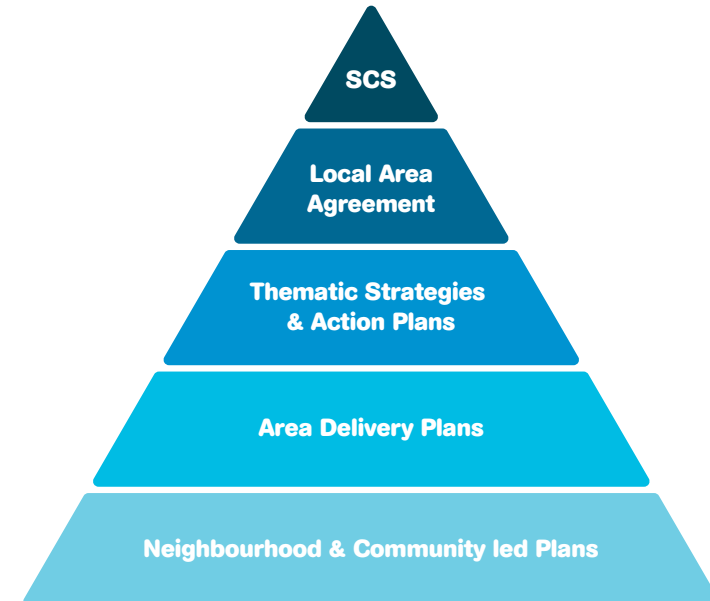 SCS
Local Area
Agreement
Thematic Strategies
& Action Plans
Area Delivery Plans
Neighbourhood & Community led Plans